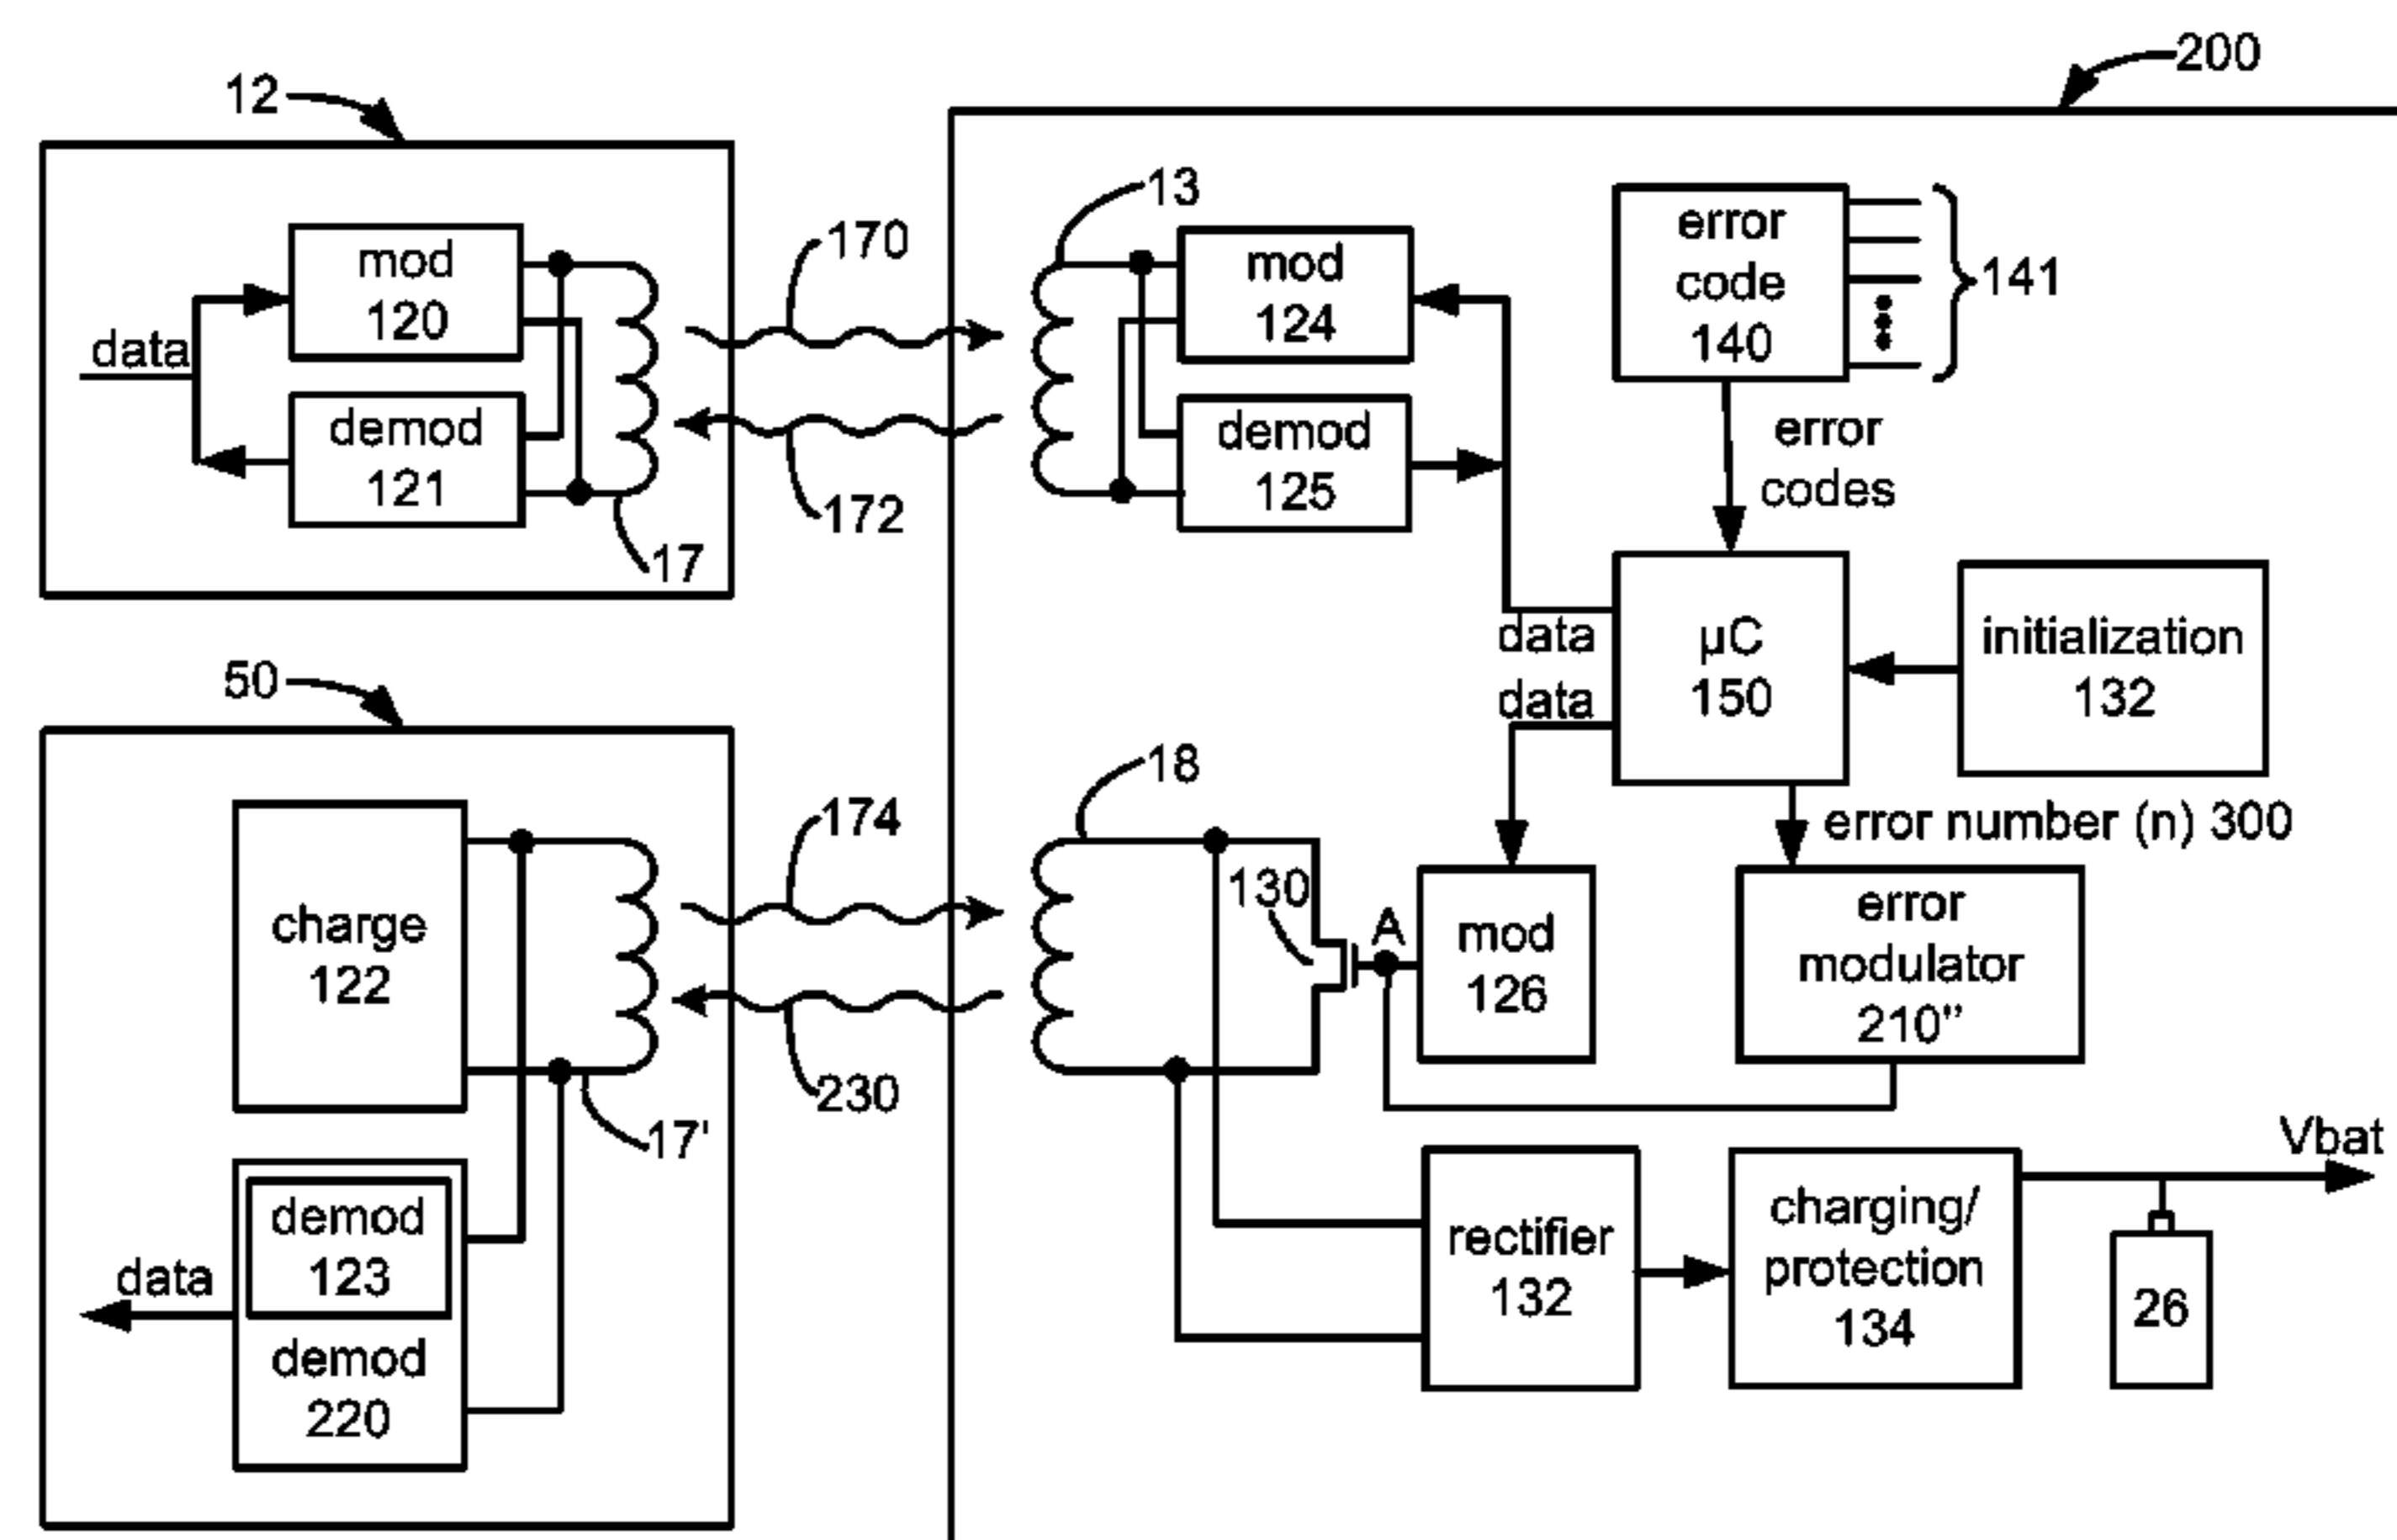 200
12
13
170
mod
120
data
demod
121
172
17
mod
124
demod
125
error
code
140
141
error
codes
data
data
µC
150
initialization
132
error number (n) 300
50
charge
122
174
230
17'
demod
123
data
demod
220
18
130
A
mod
126
error
modulator
210”
rectifier
132
charging/
protection
134
Vbat
26